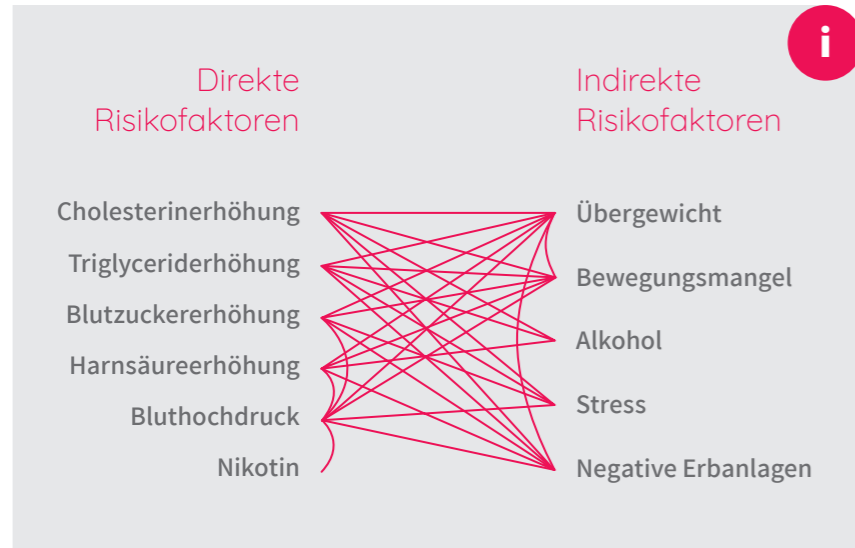 i
Direkte
Risikofaktoren
Indirekte
Risikofaktoren
Cholesterinerhöhung
Triglyceriderhöhung
Blutzuckererhöhung
Harnsäureerhöhung
Bluthochdruck
Nikotin
Übergewicht
Bewegungsmangel
Alkohol
Stress
Negative Erbanlagen